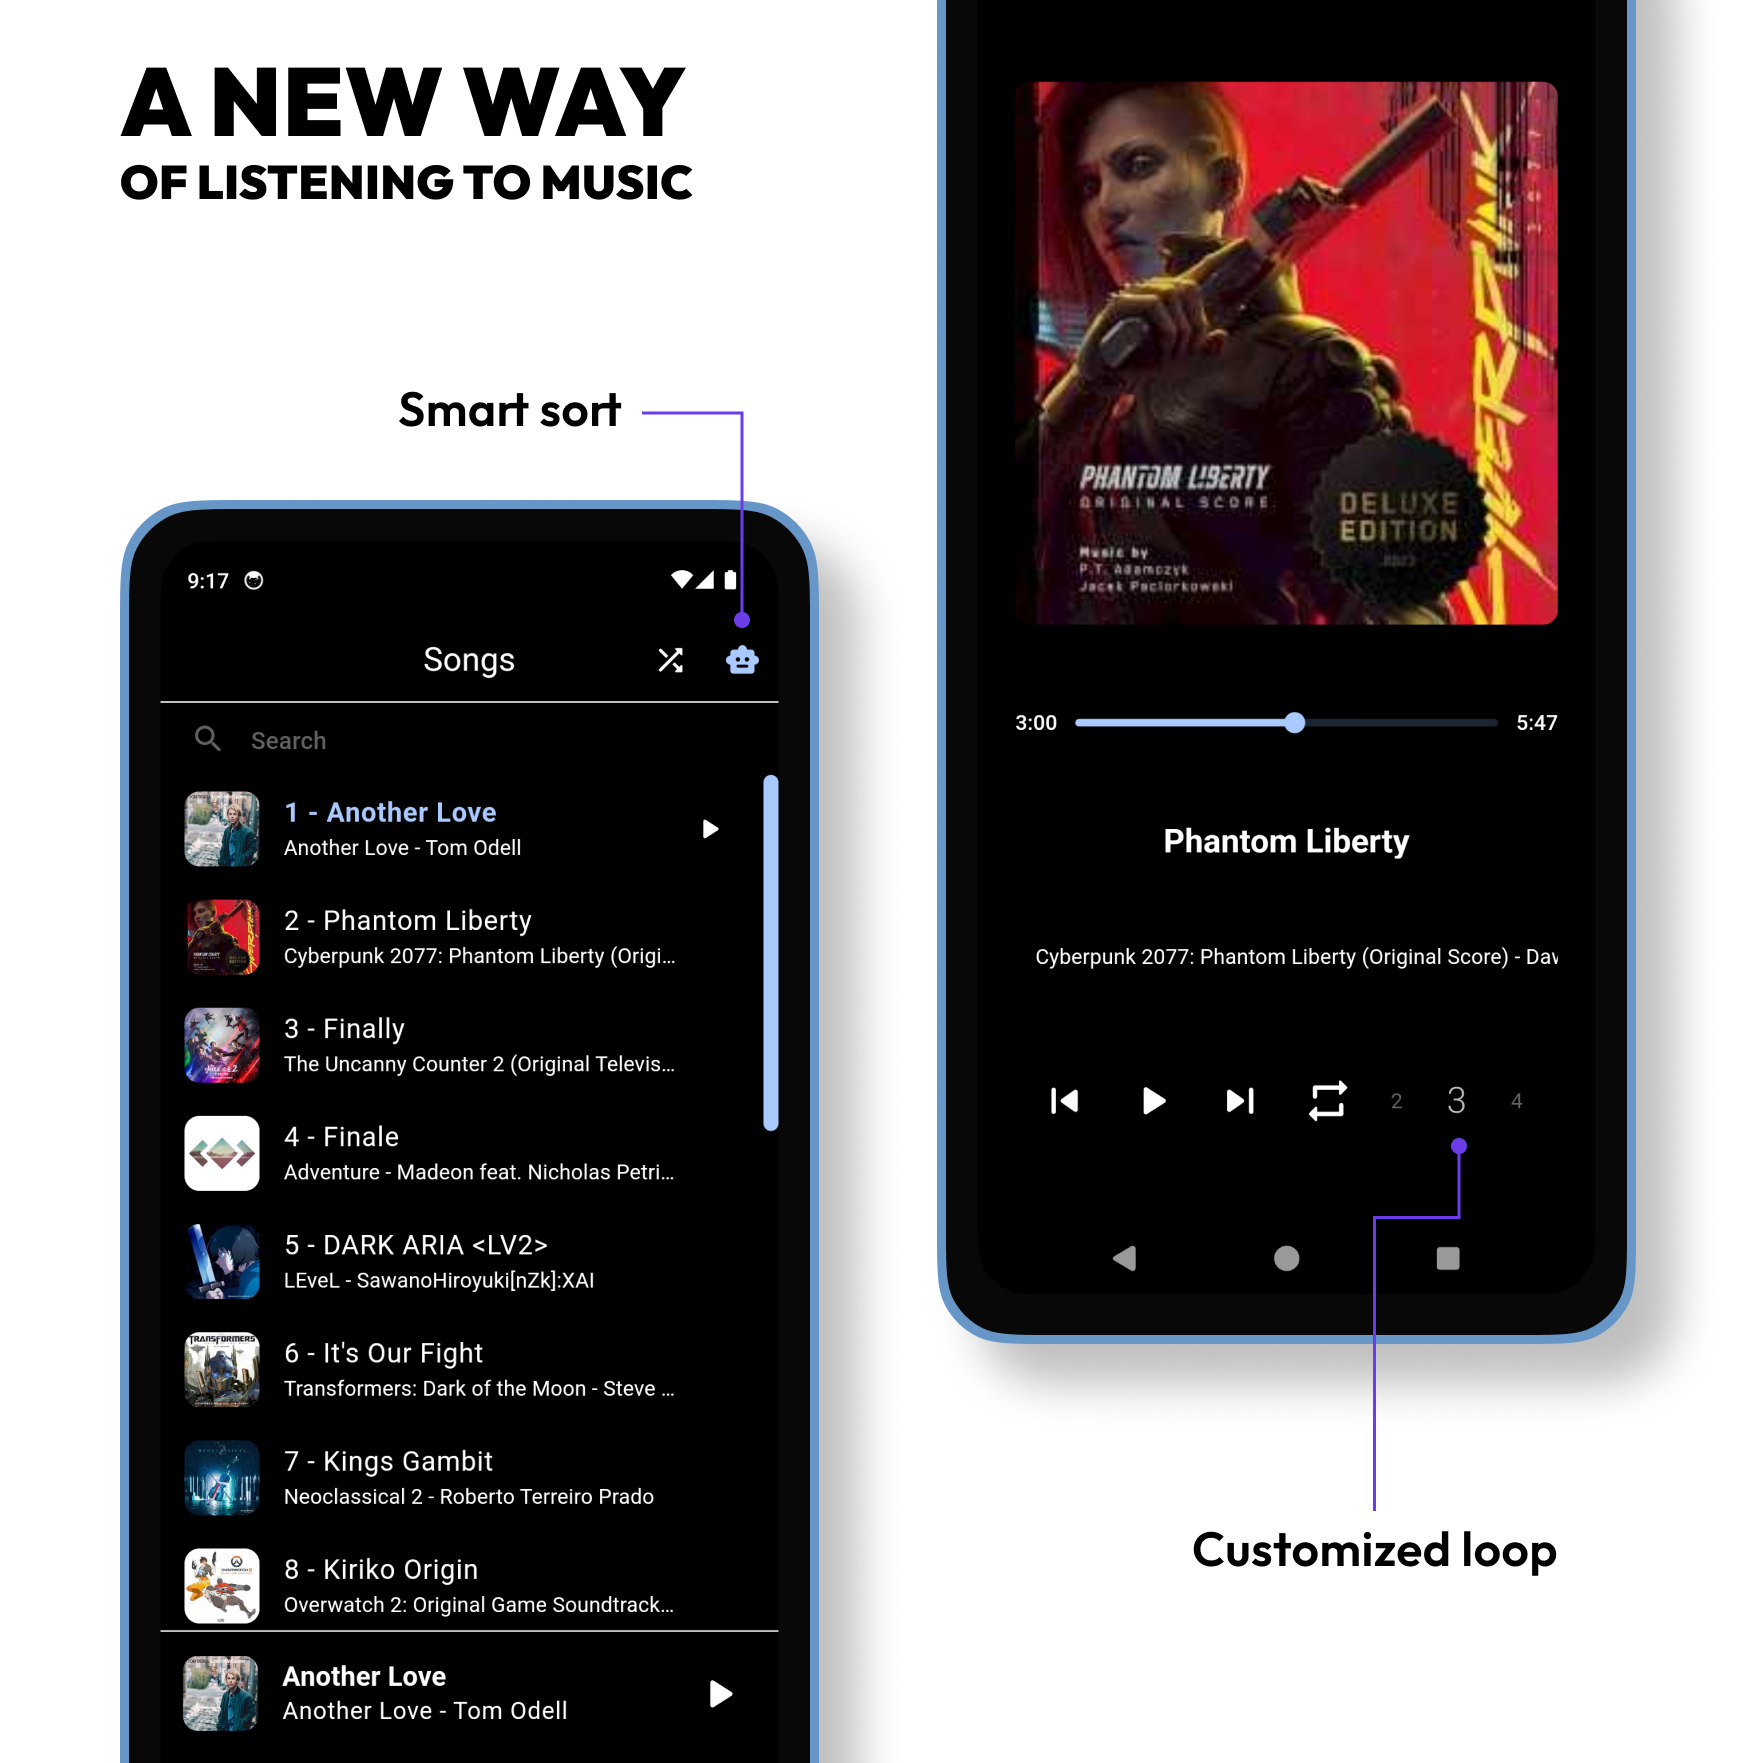 A NEW WAY
OF LISTENING TO MUSIC
Smart sort
9:17
Songs
Search
1 - Another Love
Another Love - Tom Odell
2 - Phantom Liberty
Cyberpunk 2077: Phantom Liberty (Origi...
3 - Finally
The Uncanny Counter 2 (Original Televis...
4 - Finale
Adventure - Madeon feat. Nicholas Petri...
5 - DARK ARIA <LV2>
LEveL - SawanoHiroyuki[nZk]:XAI
TRANSFORMERS
6 - It's Our Fight
Transformers: Dark of the Moon - Steve ...
7 - Kings Gambit
Neoclassical 2 - Roberto Terreiro Prado
8 - Kiriko Origin
Overwatch 2: Original Game Soundtrack...
Another Love
Another Love - Tom Odell
CYBERPUNK
PHANTOM LIBERTY
ORIGINAL SCORE
DELUXE
EDITION
Music by
P.T. Adamczyk
Jacek Paciorkowski
3:00
5:47
Phantom Liberty
Cyberpunk 2077: Phantom Liberty (Original Score) - Dav
2 3 4
Customized loop